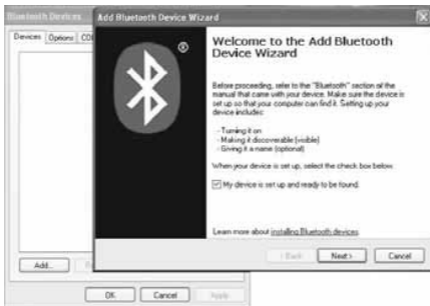 Bluetooth Devices
Devices Options
Add...
OK Cancel Apply
Add Bluetooth Device Wizard
®
Welcome to the Add Bluetooth
Device Wizard
Before proceeding, refer to the "Bluetooth" section of the
manual that came with your device. Make sure the device is
set up so that your computer can find it. Setting up your
device includes:
- Turning it on
- Making it discoverable (visible)
- Giving it a name (optional)
When your device is set up, select the check box below.
My device is set up and ready to be found.
Learn more about installing Bluetooth devices.
< Back Next > Cancel